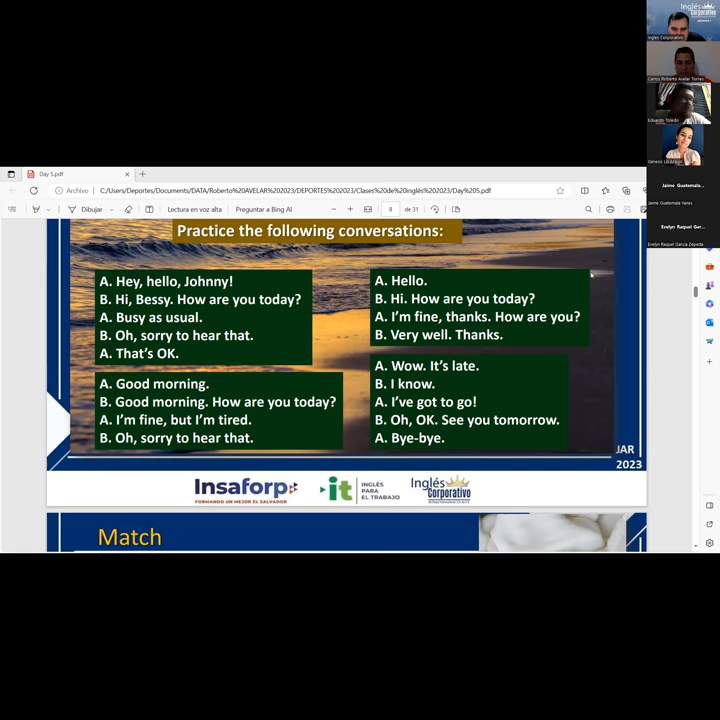 Inglés
Corporativo
Ingles Corporativo
Carlos Roberto Avelar Torres
Eduardo Toledo
Jaime Guatemala...
Jaime Guatemala Yanes
Evelyn Raquel Gar...
Evelyn Raquel Garcia Zepeda
Day 5.pdf
Archivo
C:/Users/Deportes/Documents/DATA/Roberto%20AVELAR%202023/DEPORTES%202023/Clases%20de%20inglés%202023/Day%205.pdf
Dibujar
Lectura en voz alta
Preguntar a Bing AI
8
de 31
Practice the following conversations:
A. Hey, hello, Johnny!
B. Hi, Bessy. How are you today?
A. Busy as usual.
B. Oh, sorry to hear that.
A. That's OK.
A. Good morning.
B. Good morning. How are you today?
A. I'm fine, but I'm tired.
B. Oh, sorry to hear that.
A. Hello.
B. Hi. How are you today?
A. I'm fine, thanks. How are you?
B. Very well. Thanks.
A. Wow. It's late.
B. I know.
A. I've got to go!
B. Oh, OK. See you tomorrow.
A. Bye-bye.
JAR
2023
Insaforp
FORMANDO UN MEJOR EL SALVADOR
it
INGLÉS
PARA
EL TRABAJO
Inglés
Corporativo
Match